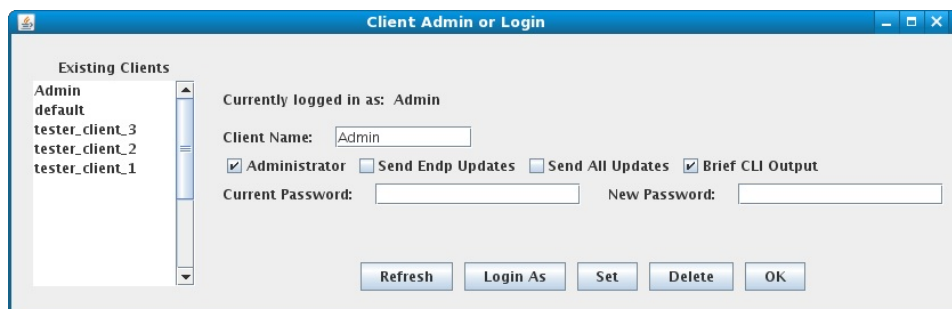 Client Admin or Login
Existing Clients
Admin
default
tester_client_3
tester_client_2
tester_client_1
Currently logged in as: Admin
Client Name: Admin
Administrator Send Endp Updates Send All Updates Brief CLI Output
Current Password: New Password:
Refresh Login As Set Delete OK